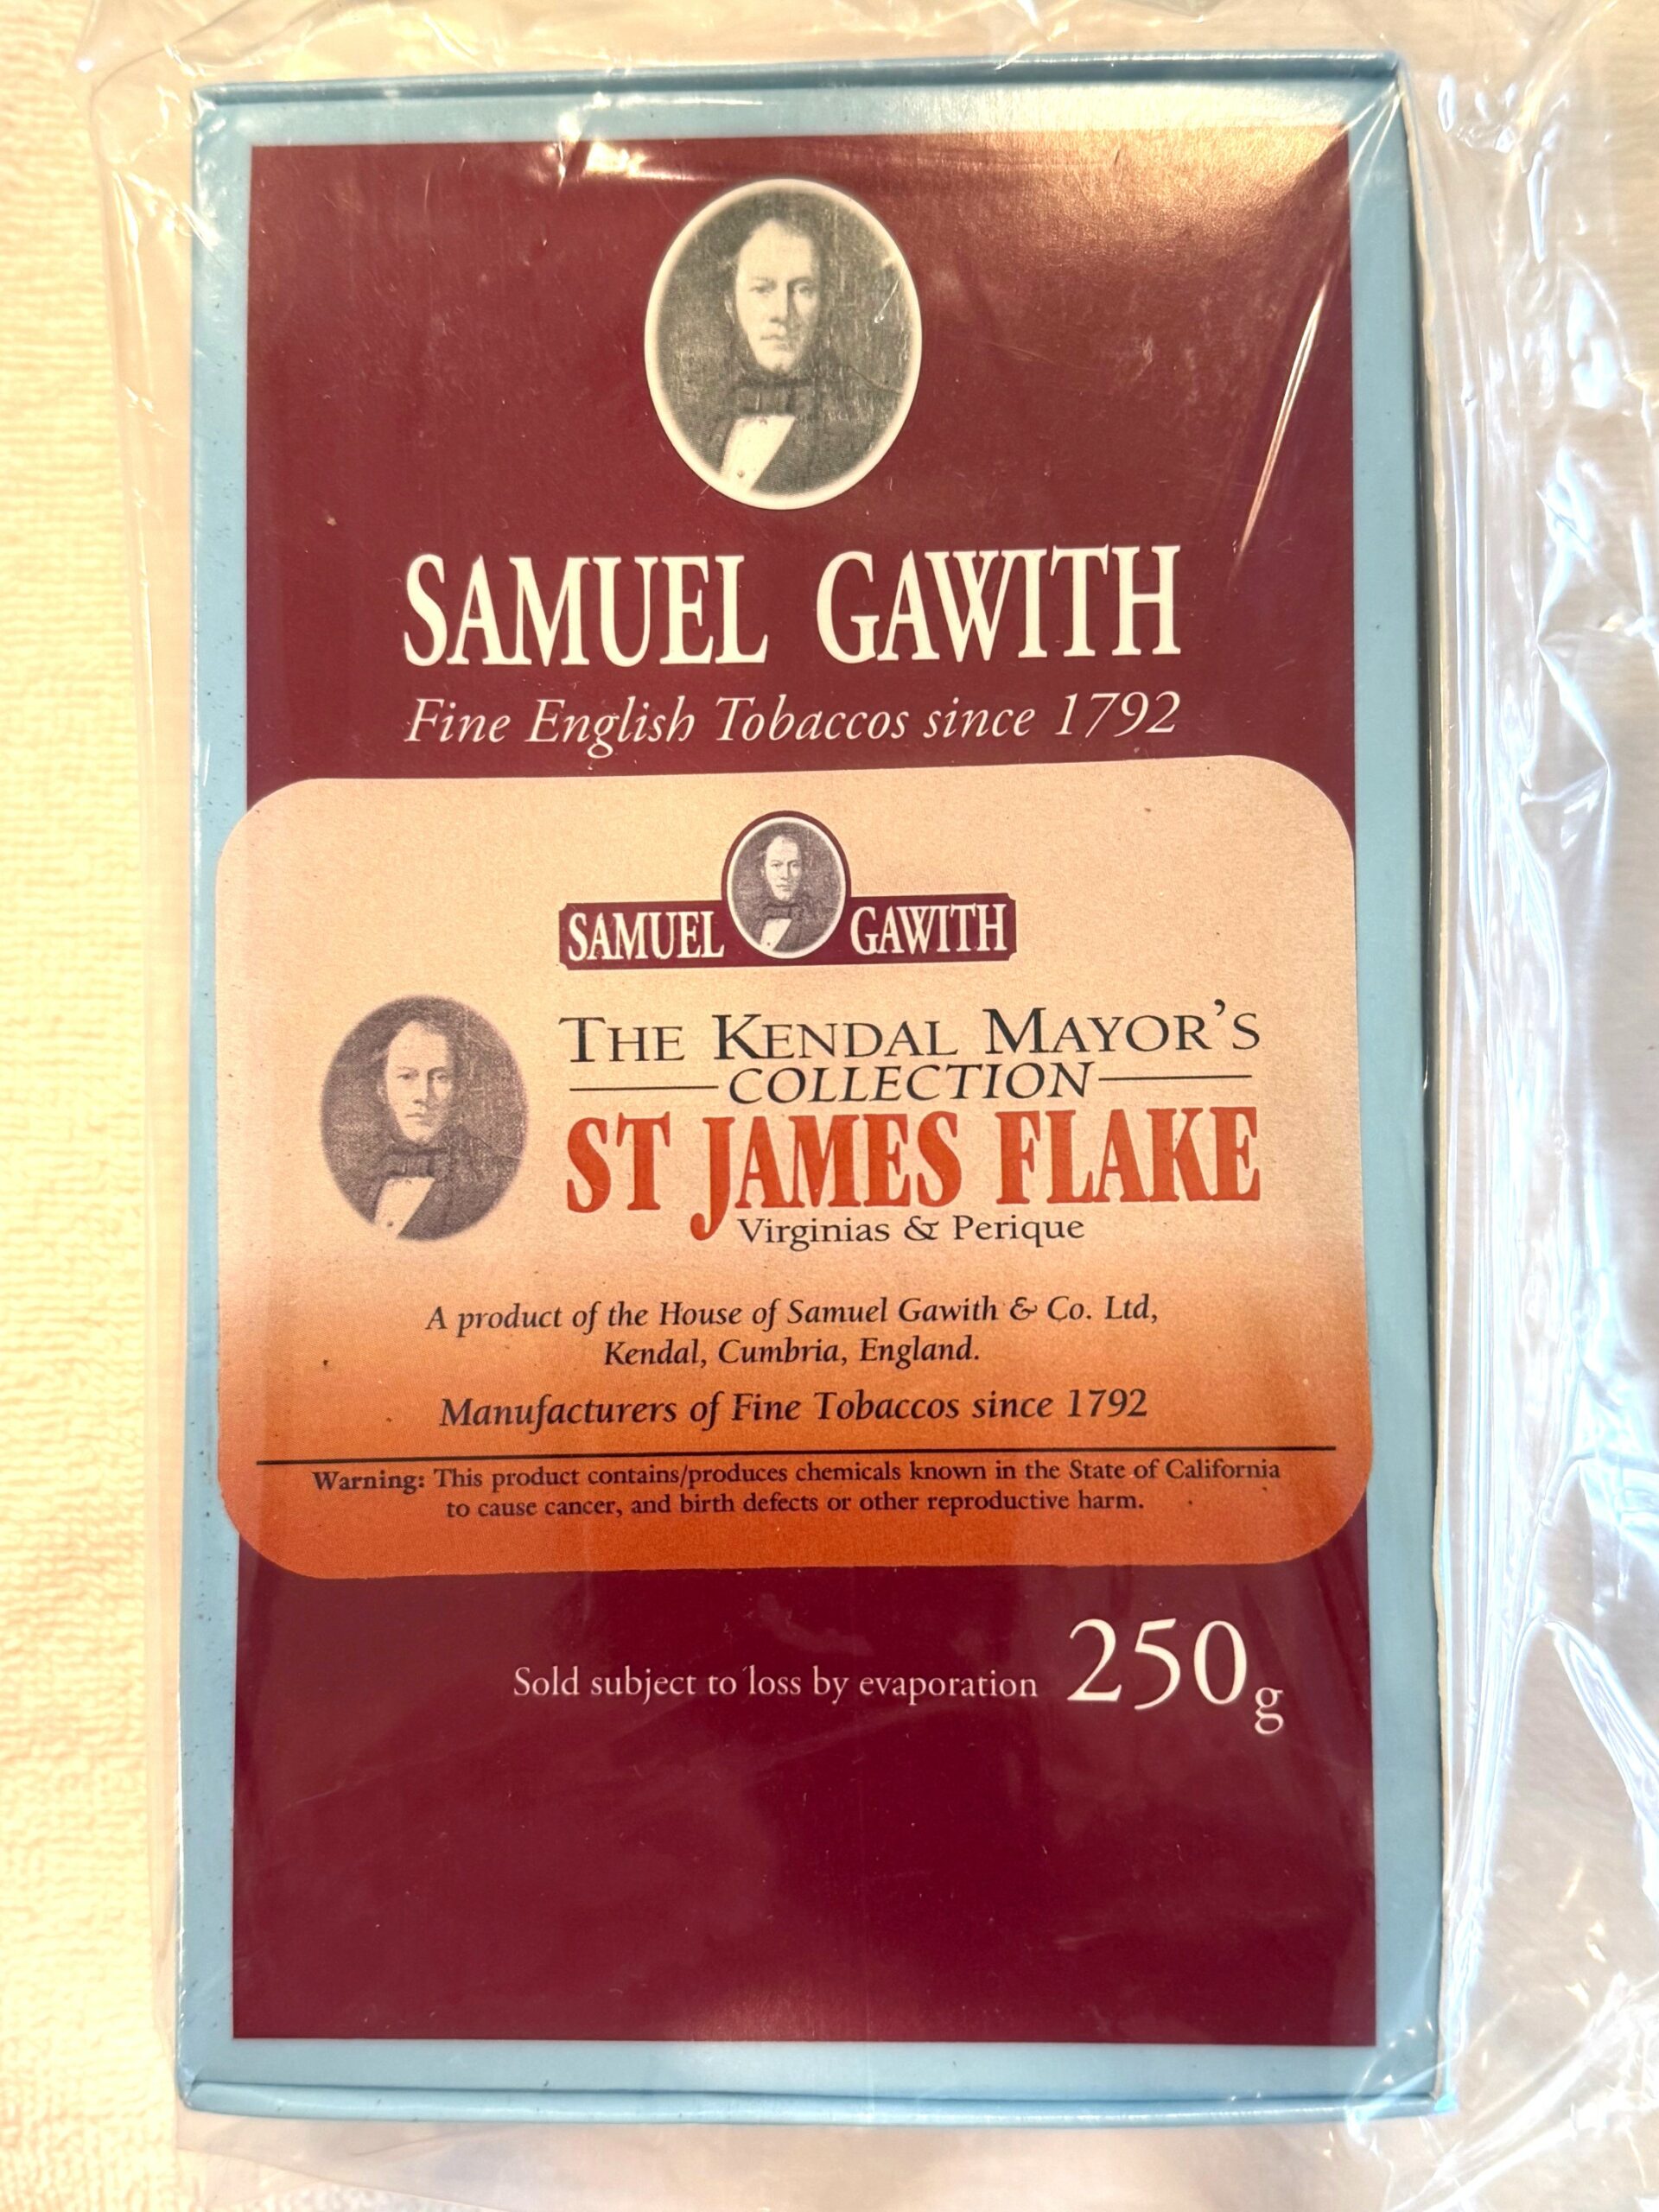 SAMUEL GAWITH
Fine English Tobaccos since 1792
SAMUEL GAWITH
THE KENDAL MAYOR'S
COLLECTION
ST JAMES FLAKE
Virginias & Perique
A product of the House of Samuel Gawith & Co. Ltd,
Kendal, Cumbria, England.
Manufacturers of Fine Tobaccos since 1792
Warning: This product contains/produces chemicals known in the State of California
to cause cancer, and birth defects or other reproductive harm.
Sold subject to loss by evaporation 250g